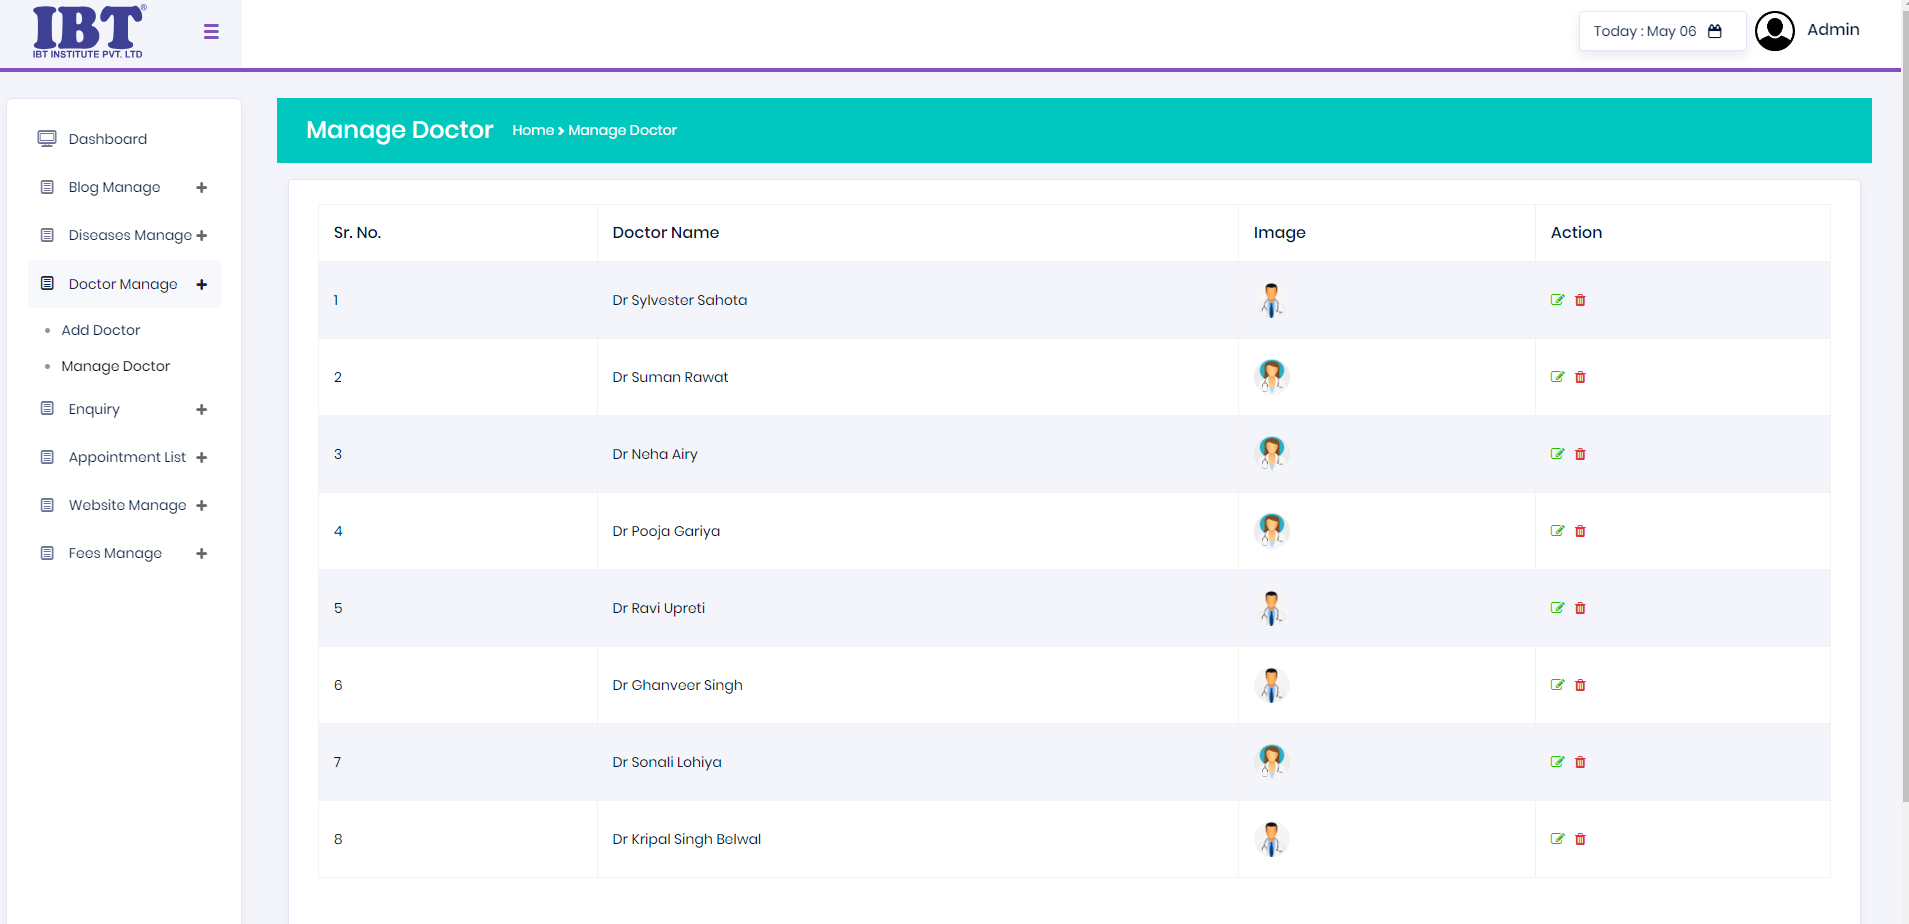 IBT®
IBT INSTITUTE PVT. LTD
Today : May 06
Admin
Dashboard
Blog Manage
Diseases Manage
Doctor Manage
Add Doctor
Manage Doctor
Enquiry
Appointment List
Website Manage
Fees Manage
Manage Doctor Home > Manage Doctor
Sr. No. Doctor Name Image Action
1 Dr Sylvester Sahota
2 Dr Suman Rawat
3 Dr Neha Airy
4 Dr Pooja Gariya
5 Dr Ravi Upreti
6 Dr Ghanveer Singh
7 Dr Sonali Lohiya
8 Dr Kripal Singh Belwal